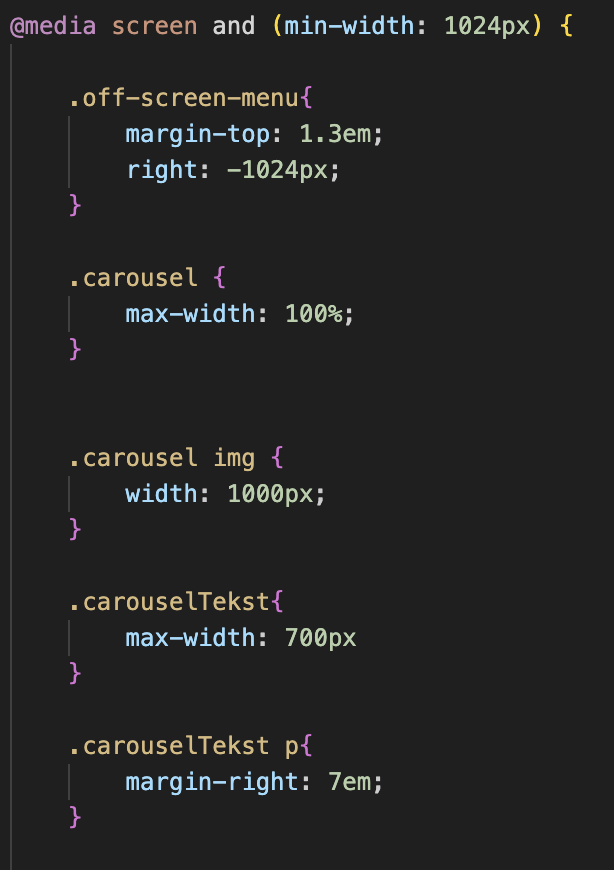 @media screen and (min-width: 1024px) {
.off-screen-menu{
margin-top: 1.3em;
right: -1024px;
}
.carousel {
max-width: 100%;
}
.carousel img {
width: 1000px;
}
.carouselTekst{
max-width: 700px
}
.carouselTekst p{
margin-right: 7em;
}